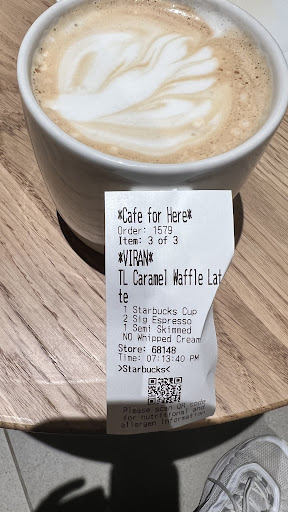 *Cafe for Here*
Order: 1579
Item: 3 of 3
*VIRAN*
TL Caramel Waffle Lat
te
1 Starbucks Cup
2 Sig Espresso
1 Semi Skimmed
NO Whipped Cream
Store: 68148
Time: 07:13:40 PM
>Starbucks<
Please scan QR code
for nutritional and
allergen information